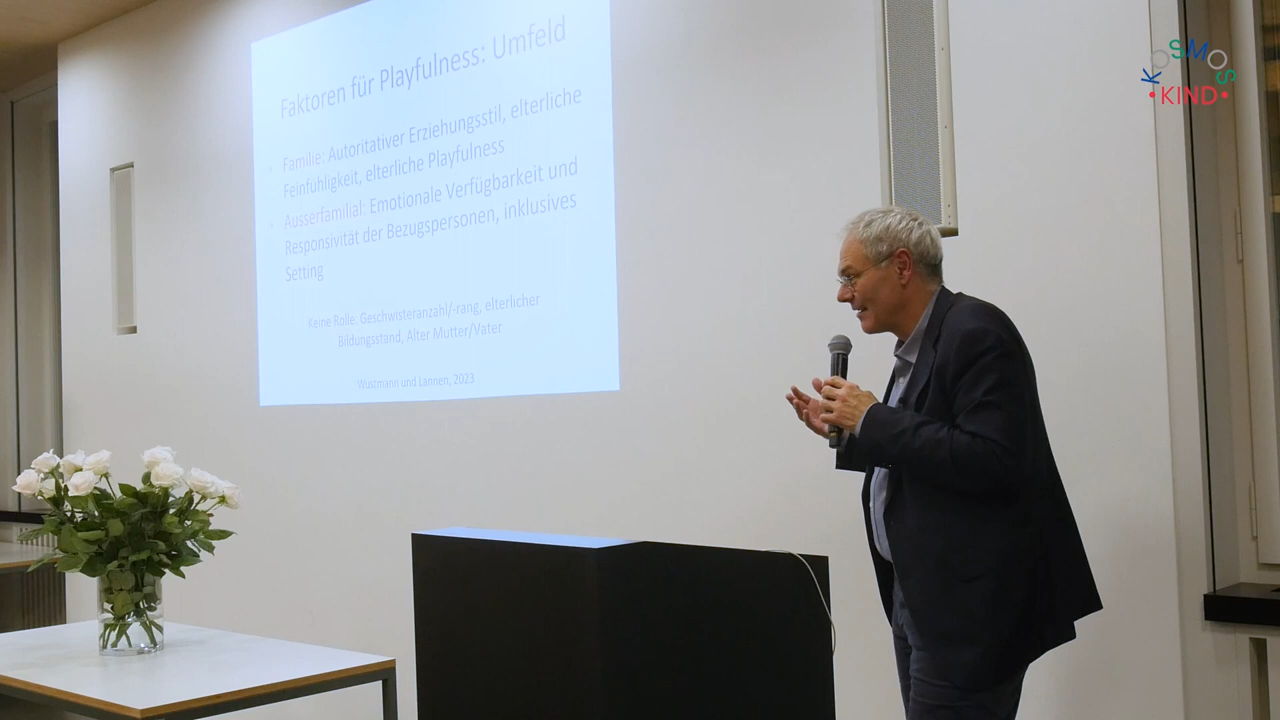 Faktoren für Playfulness: Umfeld
Familie: Autoritativer Erziehungsstil, elterliche
Feinfühligkeit, elterliche Playfulness
Ausserfamilial: Emotionale Verfügbarkeit und
Responsivität der Bezugspersonen, inklusives
Setting
Keine Rolle: Geschwisteranzahl/-rang, elterlicher
Bildungsstand, Alter Mutter/Vater
Wustmann und Lannen, 2023
KOSMOS
•KIND•